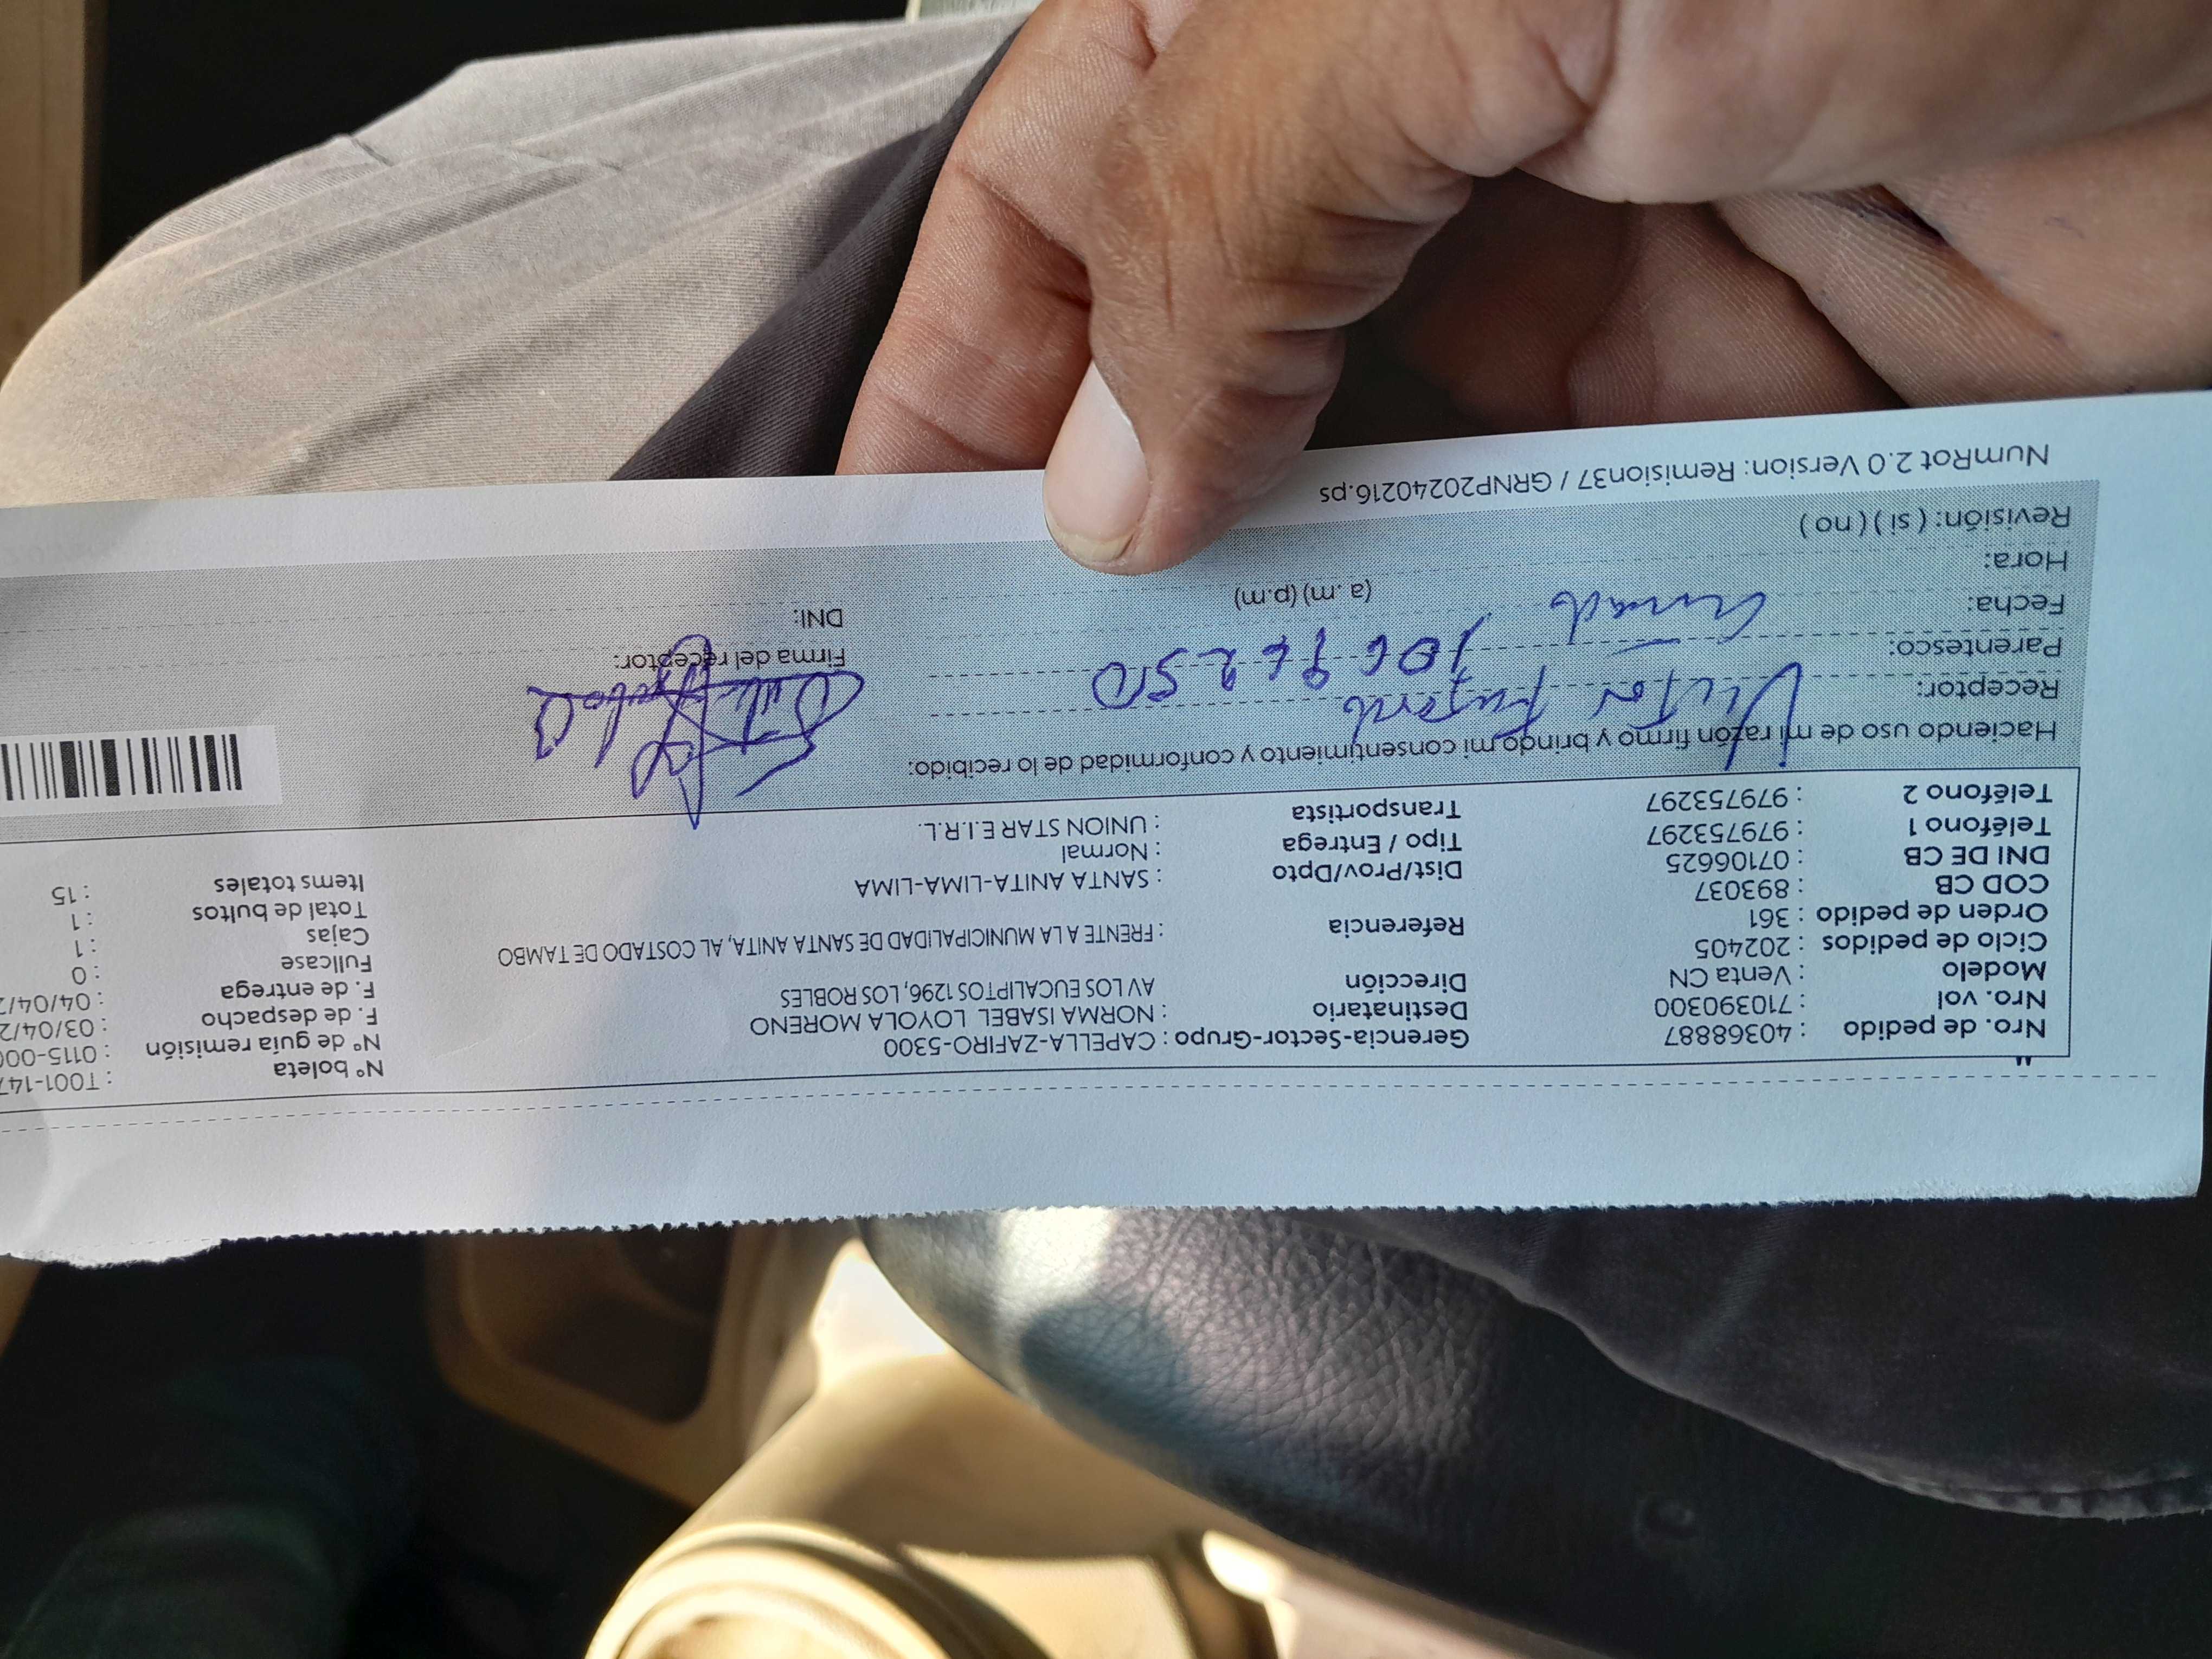 Nro. de pedido : 40368887 Gerencia-Sector-Grupo : CAPELLA-ZAFIRO-5300 N° boleta : T001-147
Nro. vol : 710390300 Destinatario : NORMA ISABEL LOYOLA MORENO N° de guía remisión : 0115-000
Modelo : Venta CN Dirección AV LOS EUCALIPTOS 1296, LOS ROBLES F. de despacho : 03/04/2
Ciclo de pedidos : 202405 F. de entrega : 04/04/2
Orden de pedido : 361 Referencia : FRENTE A LA MUNICIPALIDAD DE SANTA ANITA, AL COSTADO DE TAMBO Fullcase : 0
COD CB : 893037 Cajas : 1
DNI DE CB : 07106625 Dist/Prov/Dpto : SANTA ANITA-LIMA-LIMA Total de bultos : 1
Teléfono 1 : 979753297 Tipo / Entrega : Normal Items totales : 15
Teléfono 2 : 979753297 Transportista : UNION STAR E.I.R.L.
Haciendo uso de mi razón firmo y brindo mi consentimiento y conformidad de lo recibido:
Receptor: Victor
Parentesco: Firma del receptor:
Fecha: DNI:
Hora: (a .m) (p.m)
Revisión: ( si ) ( no )
NumRot 2.0 Version: Remision37 / GRNP20240216.ps